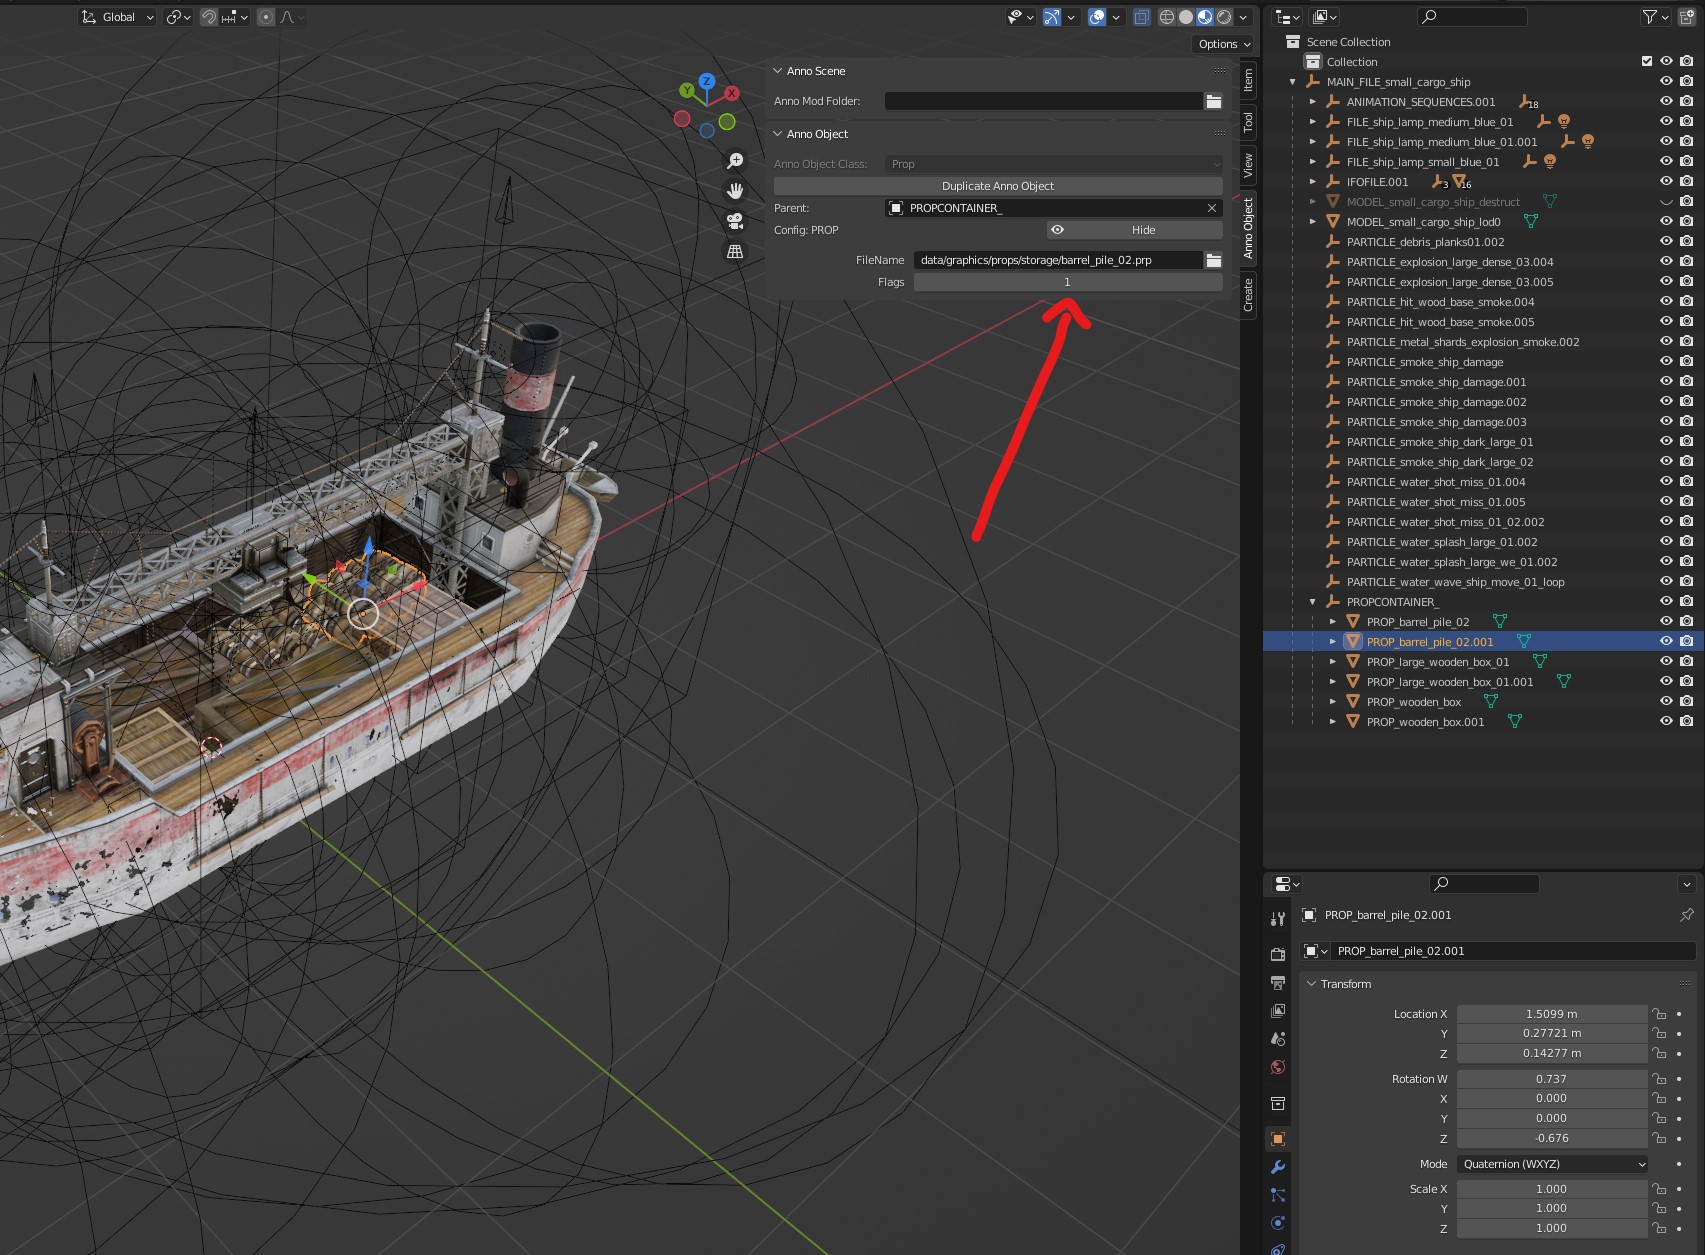 Global
Options
Z
Y
X
Anno Scene
Anno Mod Folder:
Anno Object
Anno Object Class: Prop
Duplicate Anno Object
Parent: PROPCONTAINER_
Config: PROP Hide
FileName data/graphics/props/storage/barrel_pile_02.prp
Flags 1
Item
Tool
View
Anno Object
Create
Scene Collection
Collection
MAIN_FILE_small_cargo_ship
ANIMATION_SEQUENCES.001 18
FILE_ship_lamp_medium_blue_01
FILE_ship_lamp_medium_blue_01.001
FILE_ship_lamp_small_blue_01
IFOFILE.001 3 16
MODEL_small_cargo_ship_destruct
MODEL_small_cargo_ship_lod0
PARTICLE_debris_planks01.002
PARTICLE_explosion_large_dense_03.004
PARTICLE_explosion_large_dense_03.005
PARTICLE_hit_wood_base_smoke.004
PARTICLE_hit_wood_base_smoke.005
PARTICLE_metal_shards_explosion_smoke.002
PARTICLE_smoke_ship_damage
PARTICLE_smoke_ship_damage.001
PARTICLE_smoke_ship_damage.002
PARTICLE_smoke_ship_damage.003
PARTICLE_smoke_ship_dark_large_01
PARTICLE_smoke_ship_dark_large_02
PARTICLE_water_shot_miss_01.004
PARTICLE_water_shot_miss_01.005
PARTICLE_water_shot_miss_01_02.002
PARTICLE_water_splash_large_01.002
PARTICLE_water_splash_large_we_01.002
PARTICLE_water_wave_ship_move_01_loop
PROPCONTAINER_
PROP_barrel_pile_02
PROP_barrel_pile_02.001
PROP_large_wooden_box_01
PROP_large_wooden_box_01.001
PROP_wooden_box
PROP_wooden_box.001
PROP_barrel_pile_02.001
PROP_barrel_pile_02.001
Transform
Location X 1.5099 m
Y 0.27721 m
Z 0.14277 m
Rotation W 0.737
X 0.000
Y 0.000
Z -0.676
Mode Quaternion (WXYZ)
Scale X 1.000
Y 1.000
Z 1.000